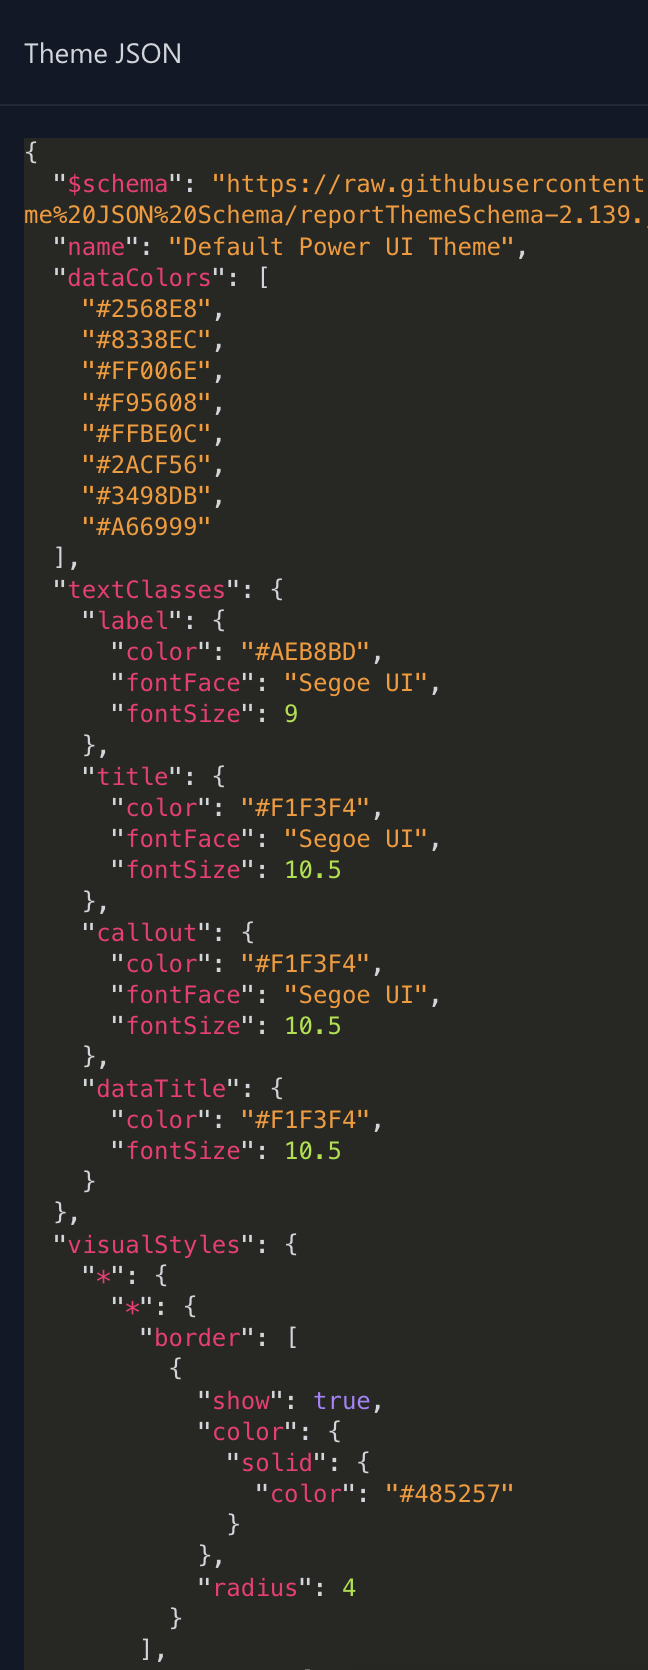 Theme JSON
{
"$schema": "https://raw.githubusercontent
me%20JSON%20Schema/reportThemeSchema-2.139.
"name": "Default Power UI Theme",
"dataColors": [
"#2568E8",
"#8338EC",
"#FF006E",
"#F95608",
"#FFBE0C",
"#2ACF56",
"#3498DB",
"#A66999"
],
"textClasses": {
"label": {
"color": "#AEB8BD",
"fontFace": "Segoe UI",
"fontSize": 9
},
"title": {
"color": "#F1F3F4",
"fontFace": "Segoe UI",
"fontSize": 10.5
},
"callout": {
"color": "#F1F3F4",
"fontFace": "Segoe UI",
"fontSize": 10.5
},
"dataTitle": {
"color": "#F1F3F4",
"fontSize": 10.5
}
},
"visualStyles": {
"*": {
"*": {
"border": [
{
"show": true,
"color": {
"solid": {
"color": "#485257"
}
},
"radius": 4
}
],